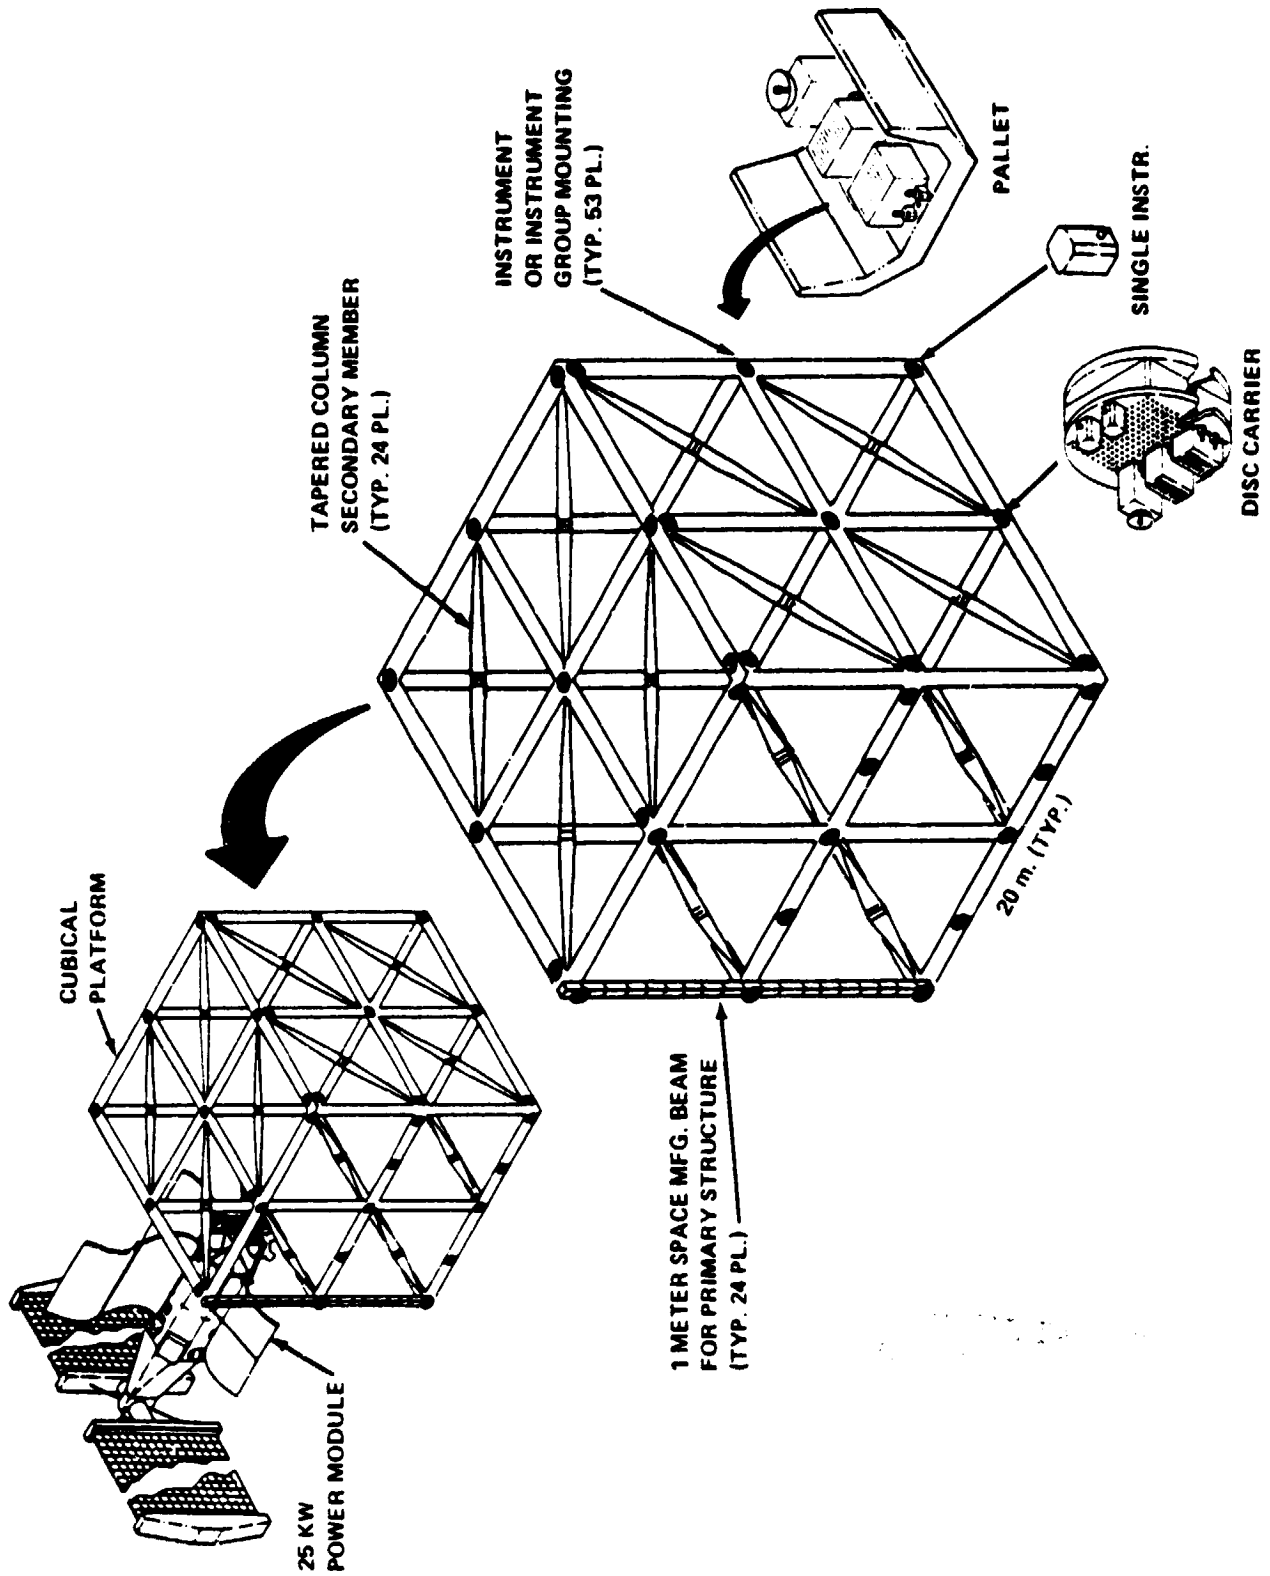 25 KW
POWER MODULE
CUBICAL
PLATFORM
TAPERED COLUMN
SECONDARY MEMBER
(TYP. 24 PL.)
INSTRUMENT
OR INSTRUMENT
GROUP MOUNTING
(TYP. 53 PL.)
PALLET
SINGLE INSTR.
DISC CARRIER
20 m. (TYP.)
1 METER SPACE MFG. BEAM
FOR PRIMARY STRUCTURE
(TYP. 24 PL.)